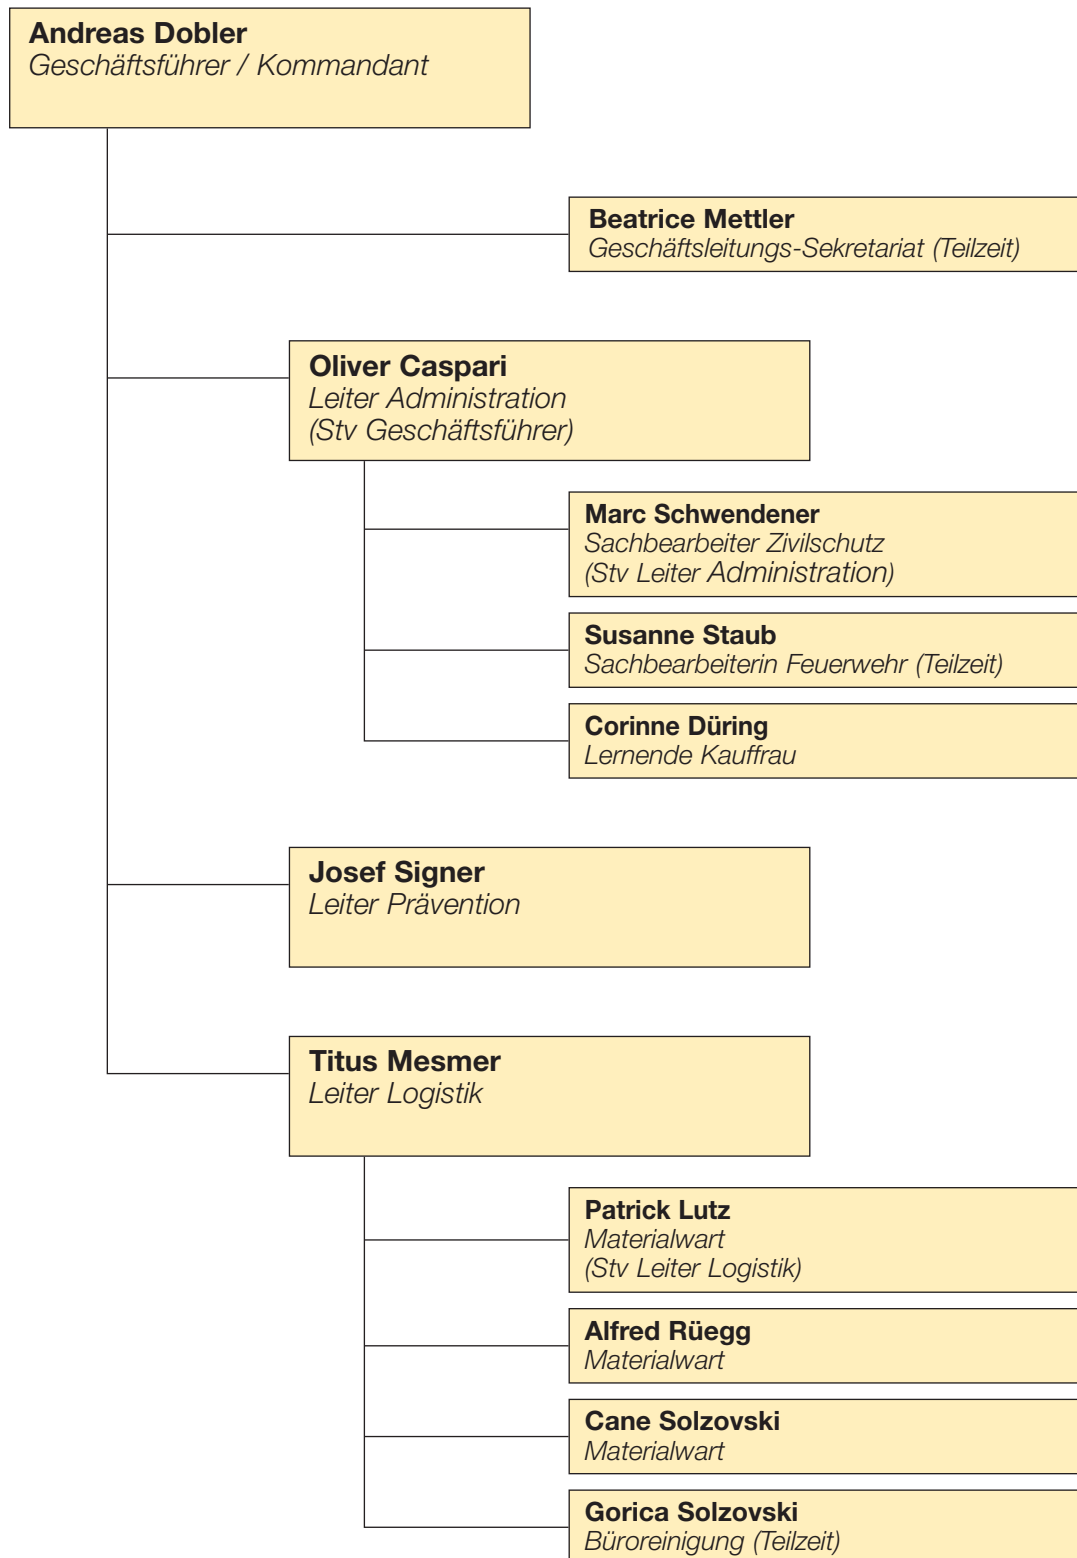 Andreas Dobler
Geschäftsführer / Kommandant
Beatrice Mettler
Geschäftsleitungs-Sekretariat (Teilzeit)
Oliver Caspari
Leiter Administration
(Stv Geschäftsführer)
Marc Schwendener
Sachbearbeiter Zivilschutz
(Stv Leiter Administration)
Susanne Staub
Sachbearbeiterin Feuerwehr (Teilzeit)
Corinne Düring
Lernende Kauffrau
Josef Signer
Leiter Prävention
Titus Mesmer
Leiter Logistik
Patrick Lutz
Materialwart
(Stv Leiter Logistik)
Alfred Rüegg
Materialwart
Cane Solzovski
Materialwart
Gorica Solzovski
Büroreinigung (Teilzeit)